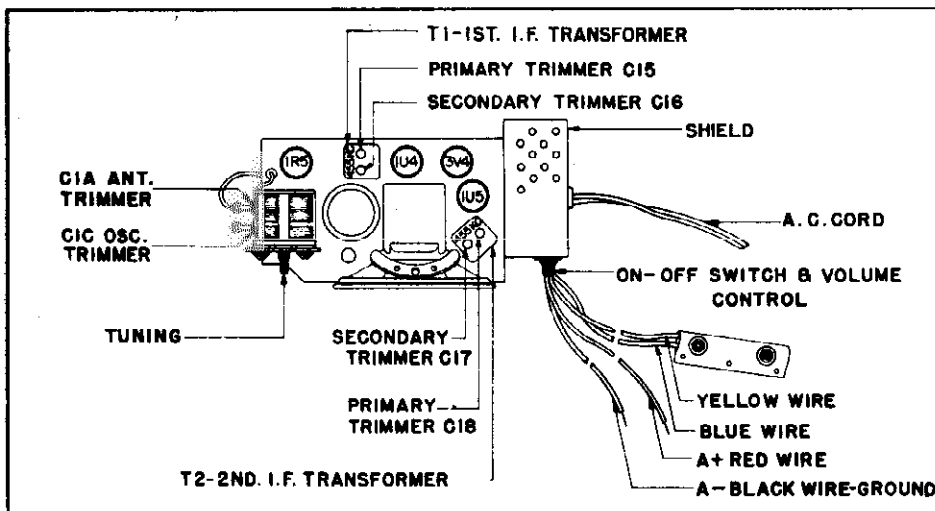 T1-1ST. I.F. TRANSFORMER
PRIMARY TRIMMER C15
SECONDARY TRIMMER C16
SHIELD
1R5
455KC
1U4
3V4
1U5
C1A ANT.
TRIMMER
C1C OSC.
TRIMMER
455KC
A.C. CORD
ON-OFF SWITCH & VOLUME
CONTROL
TUNING
SECONDARY
TRIMMER C17
PRIMARY
TRIMMER C18
YELLOW WIRE
BLUE WIRE
A+ RED WIRE
A-BLACK WIRE-GROUND
T2-2ND. I.F. TRANSFORMER